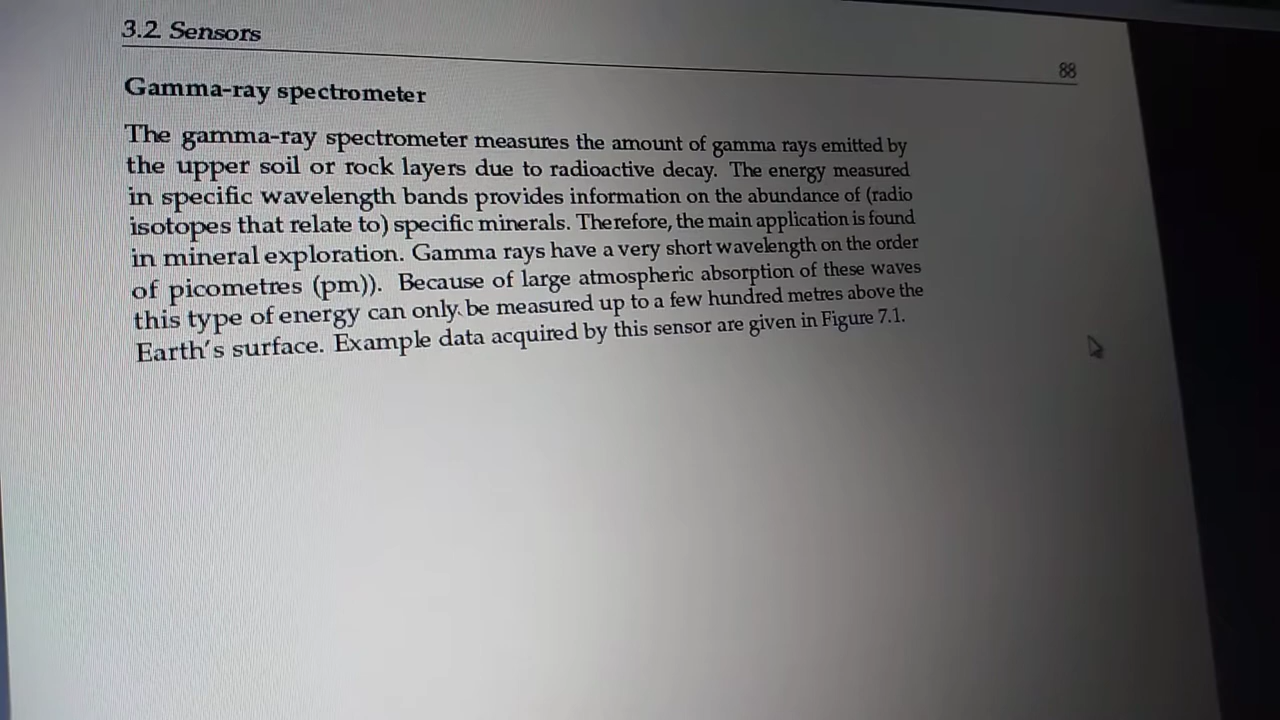 3.2 Sensors
88
Gamma-ray spectrometer
The gamma-ray spectrometer measures the amount of gamma rays emitted by
the upper soil or rock layers due to radioactive decay. The energy measured
in specific wavelength bands provides information on the abundance of (radio
isotopes that relate to) specific minerals. Therefore, the main application is found
in mineral exploration. Gamma rays have a very short wavelength on the order
of picometres (pm)). Because of large atmospheric absorption of these waves
this type of energy can only be measured up to a few hundred metres above the
Earth's surface. Example data acquired by this sensor are given in Figure 7.1.